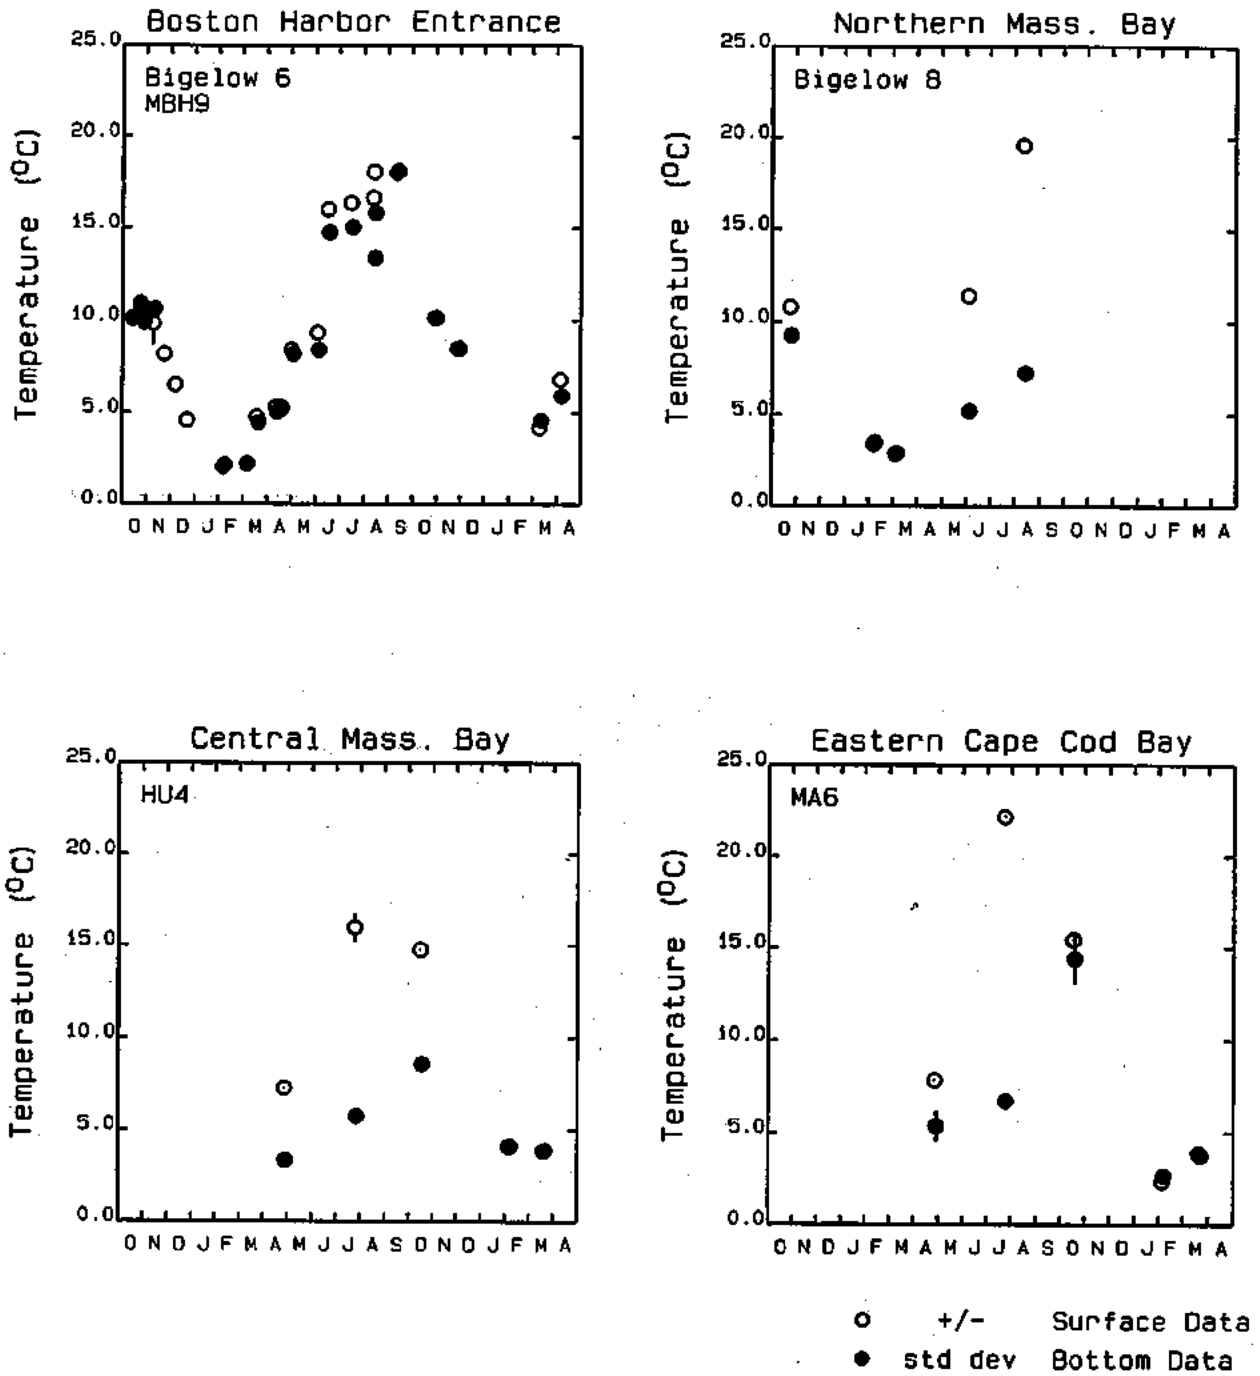 Boston Harbor Entrance
25.0
20.0
15.0
10.0
5.0
0.0
Temperature (°C)
Bigelow 6
MBH9
O N D J F M A M J J A S O N D J F M A
Northern Mass. Bay
25.0
20.0
15.0
10.0
5.0
0.0
Temperature (°C)
Bigelow 8
O N D J F M A M J J A S O N D J F M A
Central Mass. Bay
25.0
20.0
15.0
10.0
5.0
0.0
Temperature (°C)
HU4
O N D J F M A M J J A S O N D J F M A
Eastern Cape Cod Bay
25.0
20.0
15.0
10.0
5.0
0.0
Temperature (°C)
MA6
O N D J F M A M J J A S O N D J F M A
+/- Surface Data
std dev Bottom Data